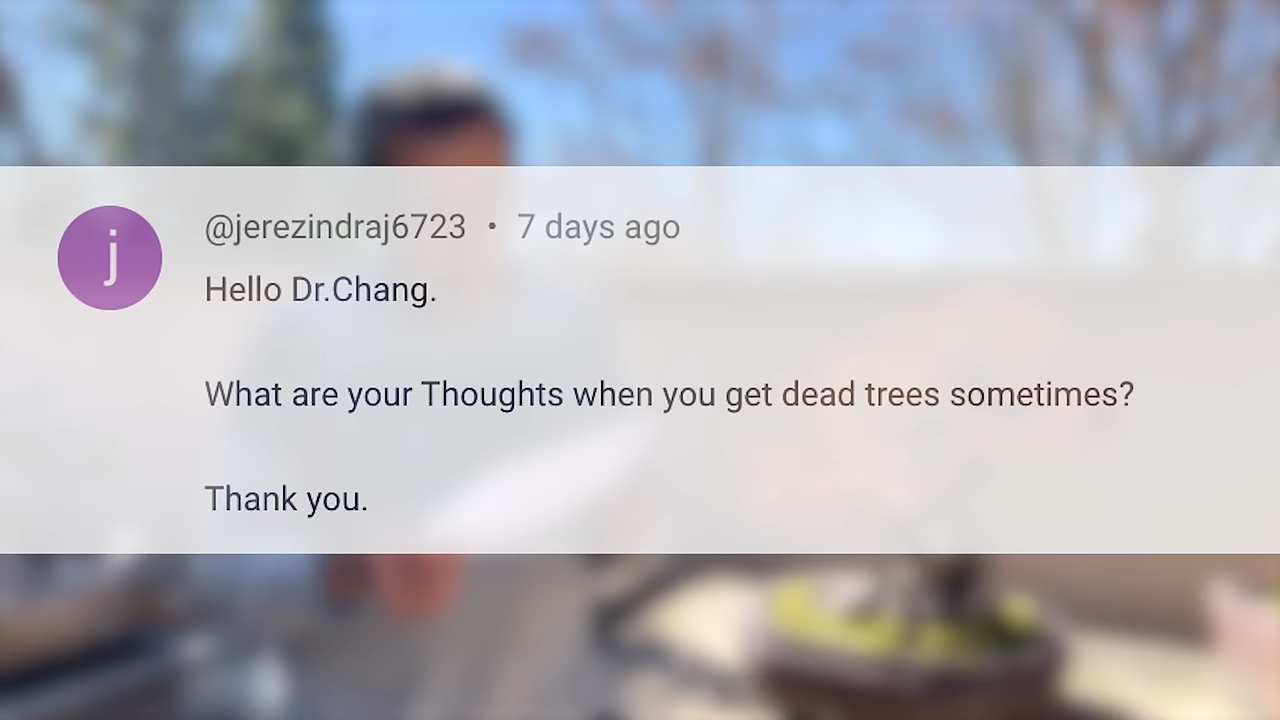 j
@jerezindraj6723 • 7 days ago
Hello Dr.Chang.
What are your Thoughts when you get dead trees sometimes?
Thank you.